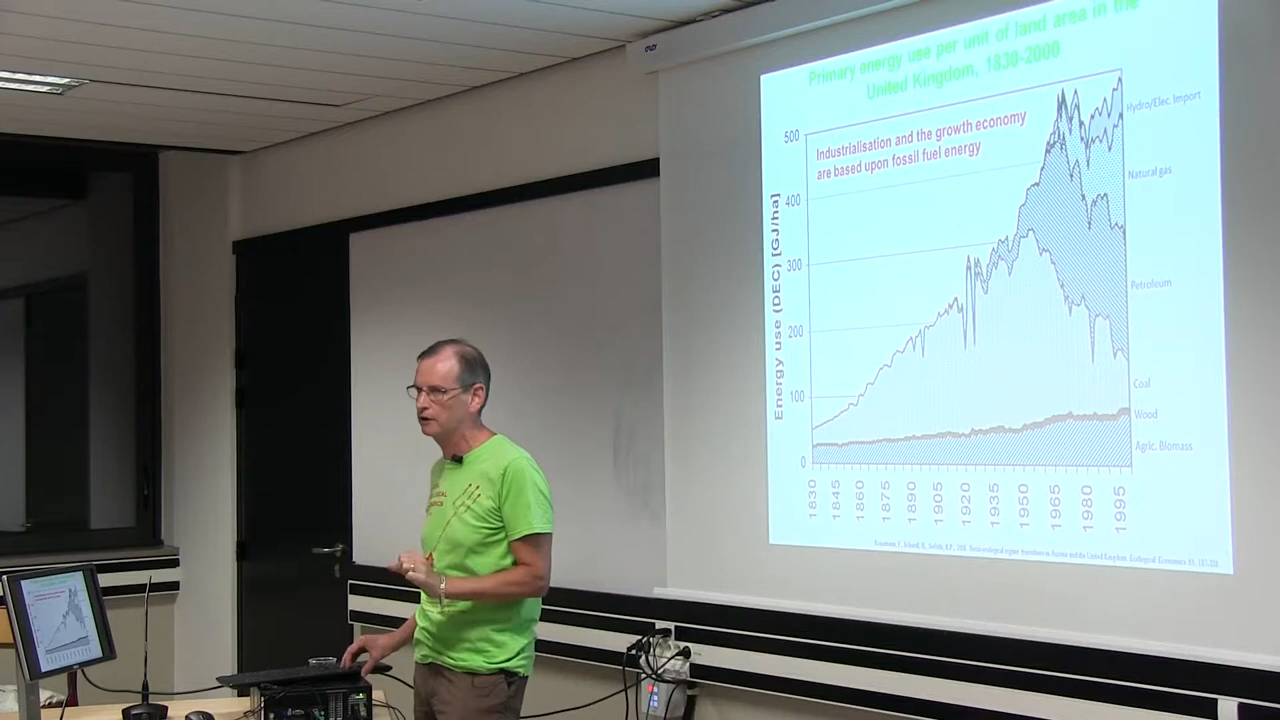 Primary energy use per unit of land area in the
United Kingdom, 1830-2000
Industrialisation and the growth economy
are based upon fossil fuel energy
Energy use (DEC) [GJ/ha]
500
400
300
200
100
0
Hydro/Elec. Import
Natural gas
Petroleum
Coal
Wood
Agric. Biomass
1830
1845
1860
1875
1890
1905
1920
1935
1950
1965
1980
1995